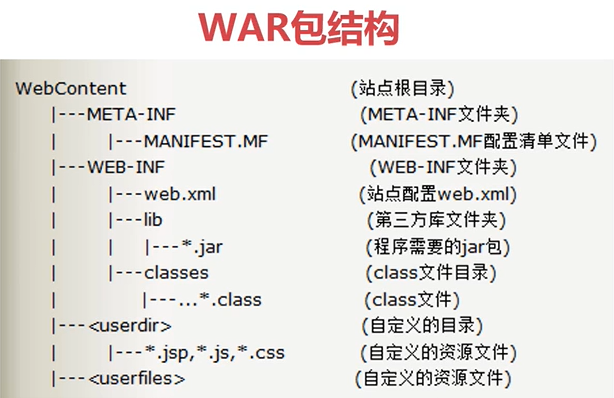 WAR包结构
WebContent (站点根目录)
|---META-INF (META-INF文件夹)
| |---MANIFEST.MF (MANIFEST.MF配置清单文件)
|---WEB-INF (WEB-INF文件夹)
| |---web.xml (站点配置web.xml)
| |---lib (第三方库文件夹)
| | |---*.jar (程序需要的jar包)
| |---classes (class文件目录)
| |---...*.class (class文件)
|---<userdir> (自定义的目录)
| |---*.jsp,*.js,*.css (自定义的资源文件)
|---<userfiles> (自定义的资源文件)